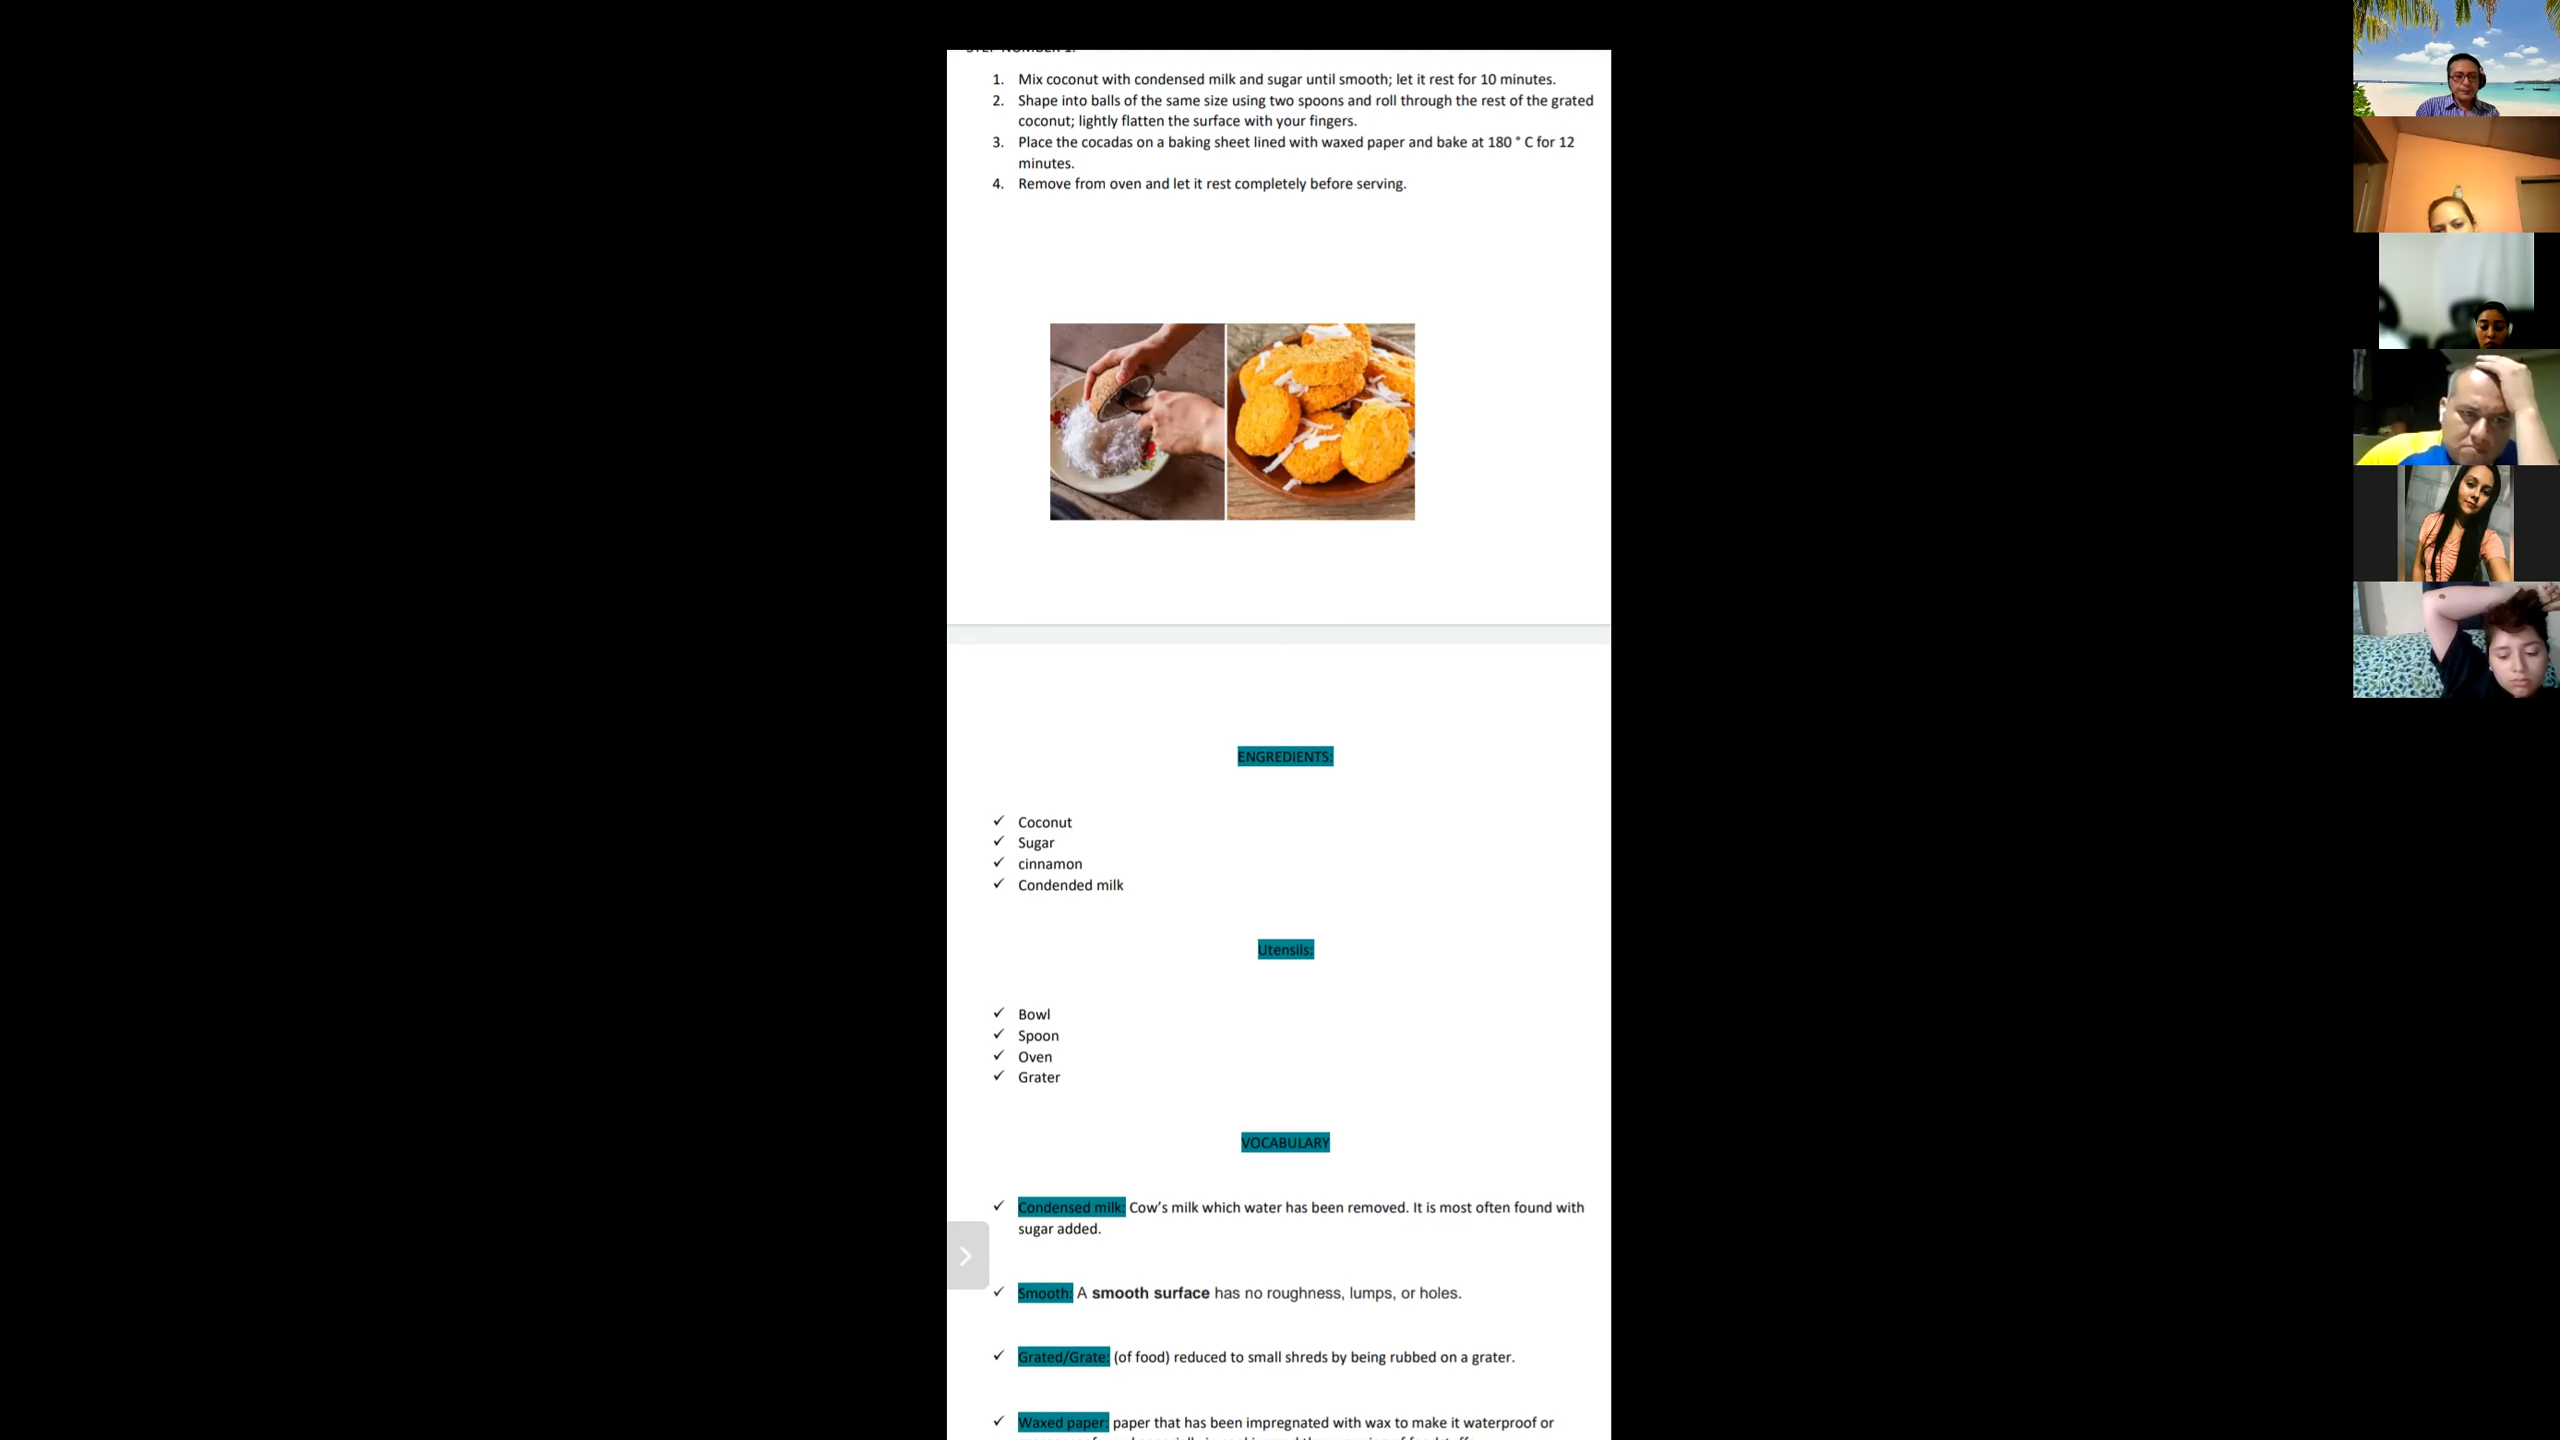 STEP NUMBER 1:
1. Mix coconut with condensed milk and sugar until smooth; let it rest for 10 minutes.
2. Shape into balls of the same size using two spoons and roll through the rest of the grated
coconut; lightly flatten the surface with your fingers.
3. Place the cocadas on a baking sheet lined with waxed paper and bake at 180 ° C for 12
minutes.
4. Remove from oven and let it rest completely before serving.
ENGREDIENTS:
✓ Coconut
✓ Sugar
✓ cinnamon
✓ Condended milk
Utensils:
✓ Bowl
✓ Spoon
✓ Oven
✓ Grater
VOCABULARY
✓ Condensed milk: Cow’s milk which water has been removed. It is most often found with
sugar added.
✓ Smooth: A smooth surface has no roughness, lumps, or holes.
✓ Grated/Grate: (of food) reduced to small shreds by being rubbed on a grater.
✓ Waxed paper: paper that has been impregnated with wax to make it waterproof or